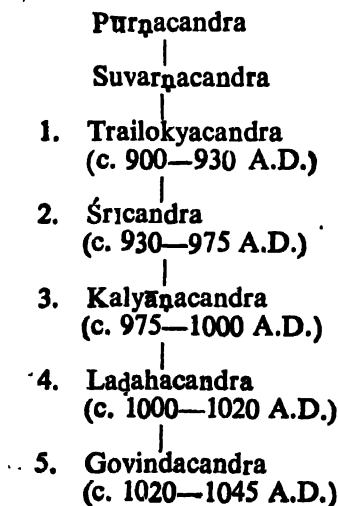 Pūrṇacandra
Suvarṇacandra
1. Trailokyacandra
(c. 900—930 A.D.)
2. Śrīcandra
(c. 930—975 A.D.)
3. Kalyāṇacandra
(c. 975—1000 A.D.)
4. Laḍahacandra
(c. 1000—1020 A.D.)
5. Govindacandra
(c. 1020—1045 A.D.)